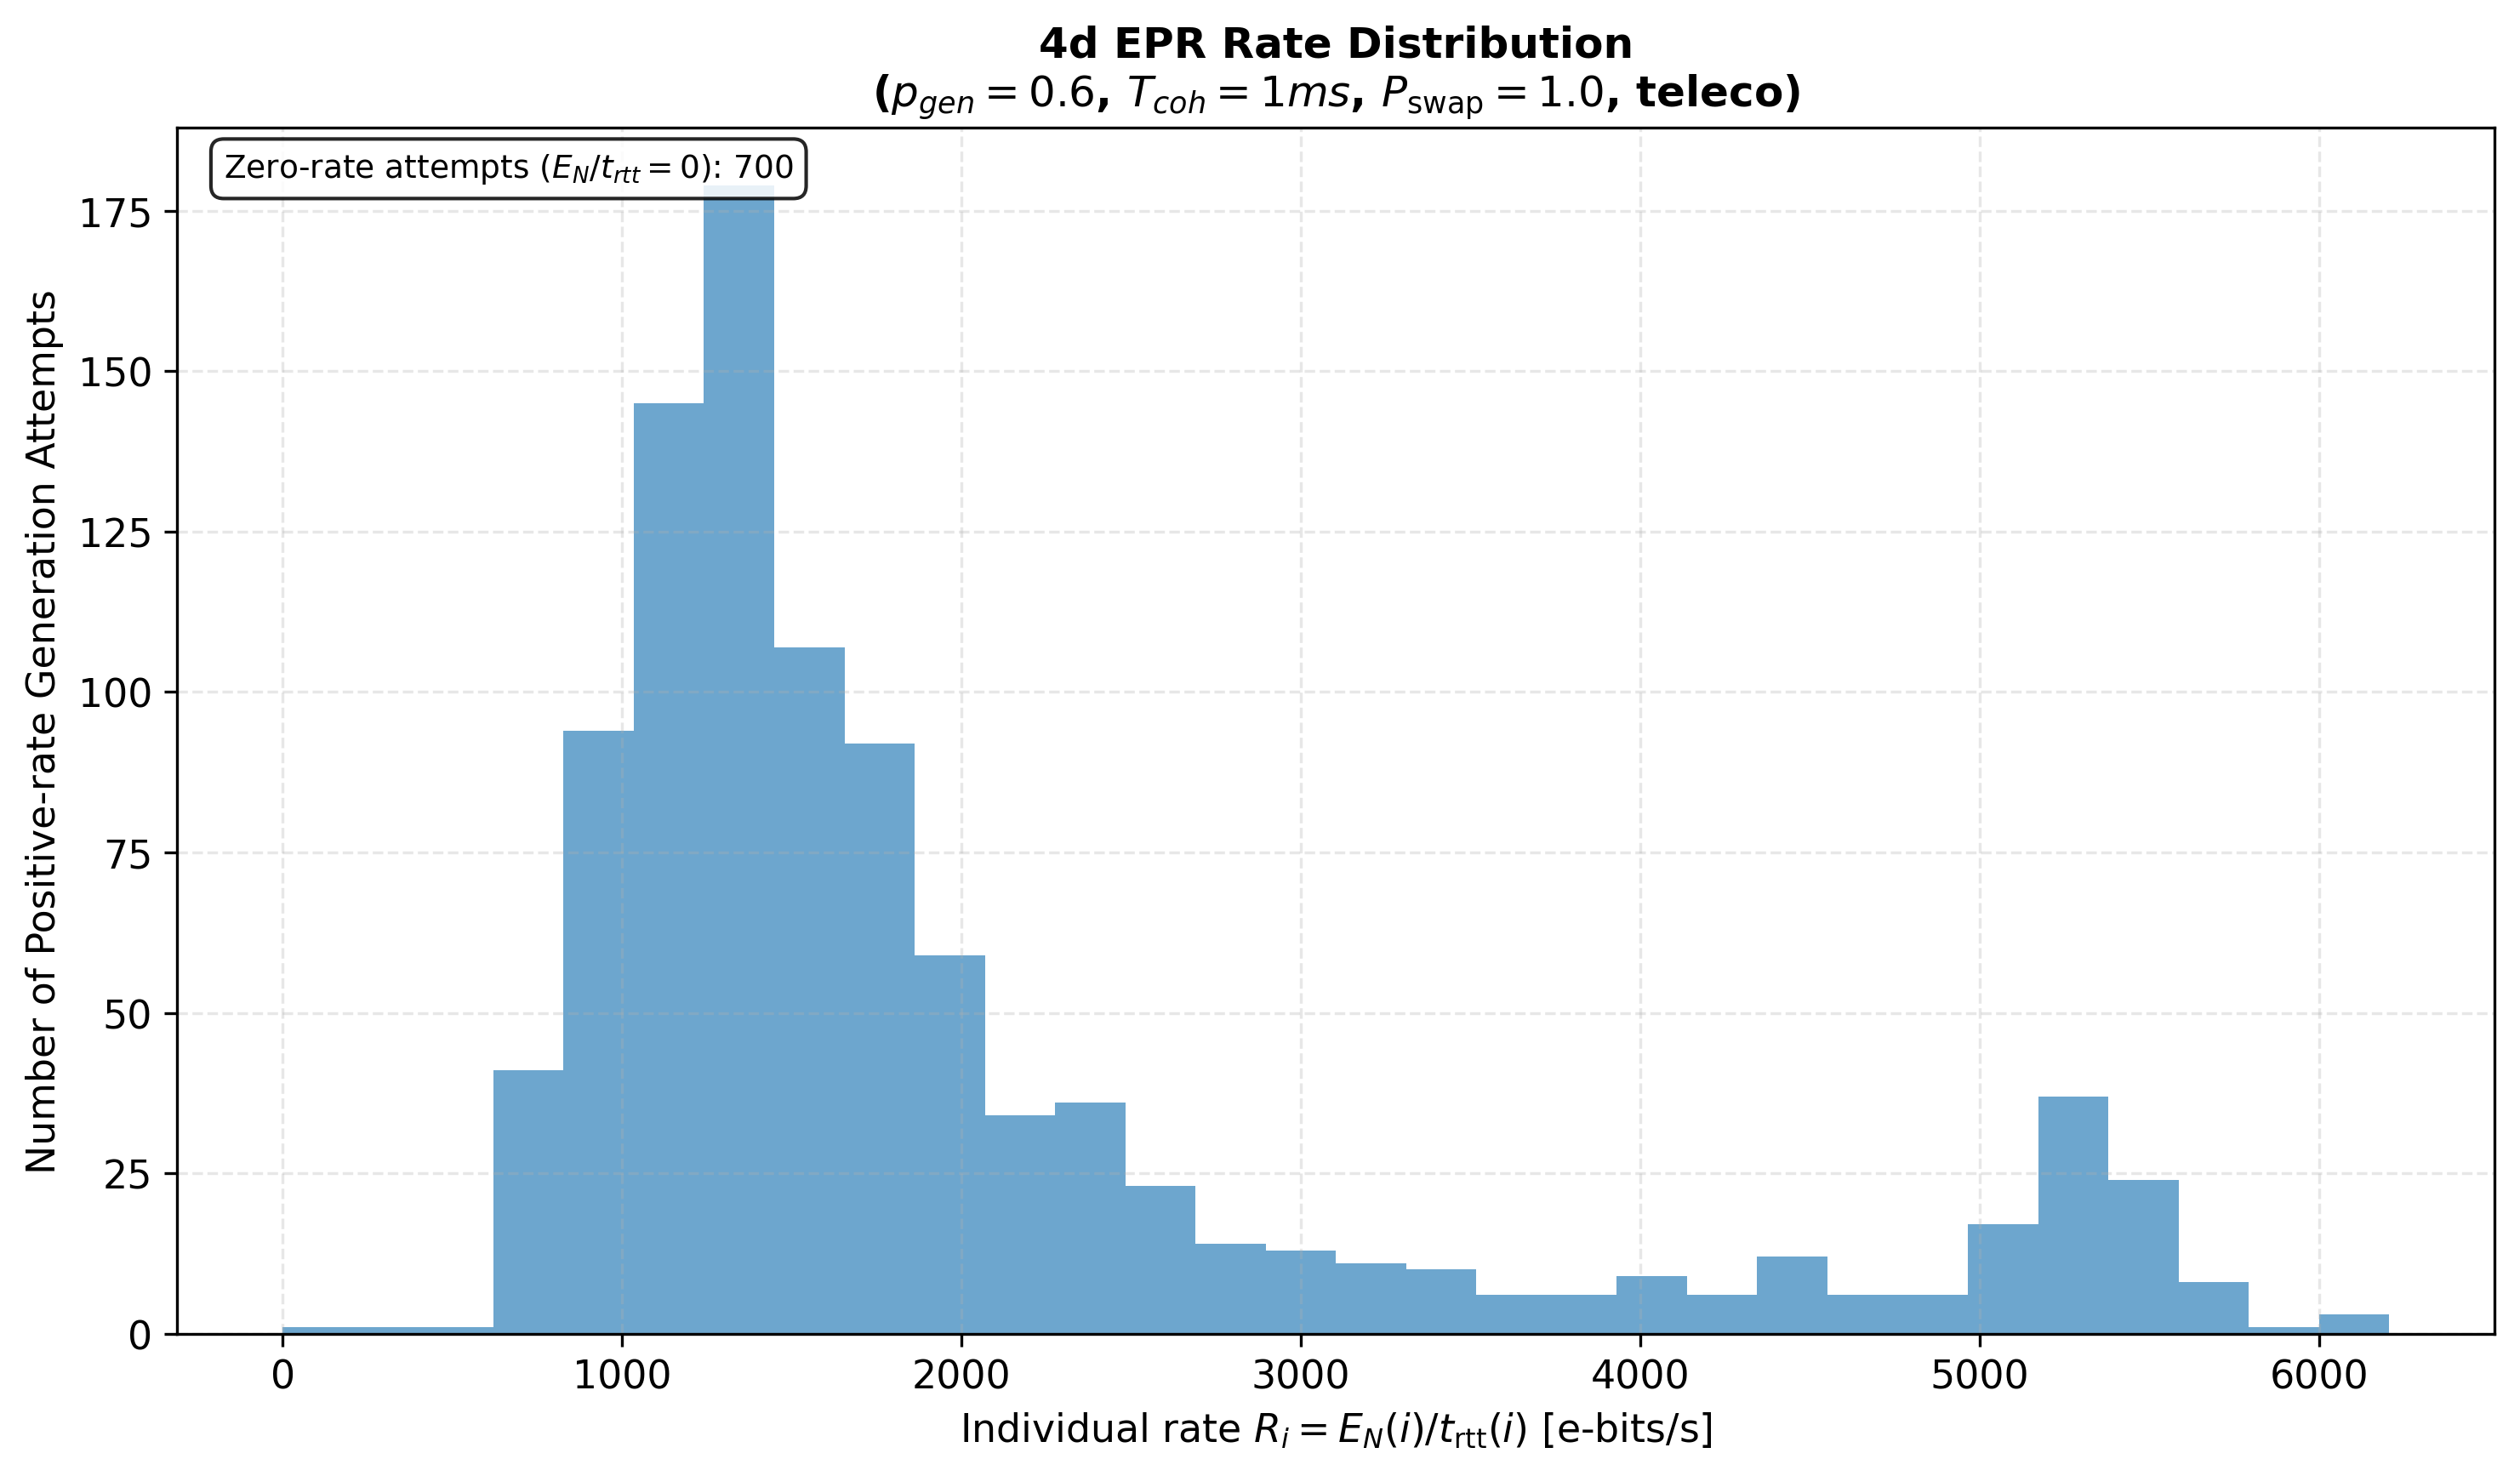 4d EPR Rate Distribution
(p_gen = 0.6, T_coh = 1ms, P_swap = 1.0, teleco)
Zero-rate attempts (E_N/t_rtt = 0): 700
Number of Positive-rate Generation Attempts
175
150
125
100
75
50
25
0
0 1000 2000 3000 4000 5000 6000
Individual rate R_i = E_N(i)/t_rtt(i) [e-bits/s]